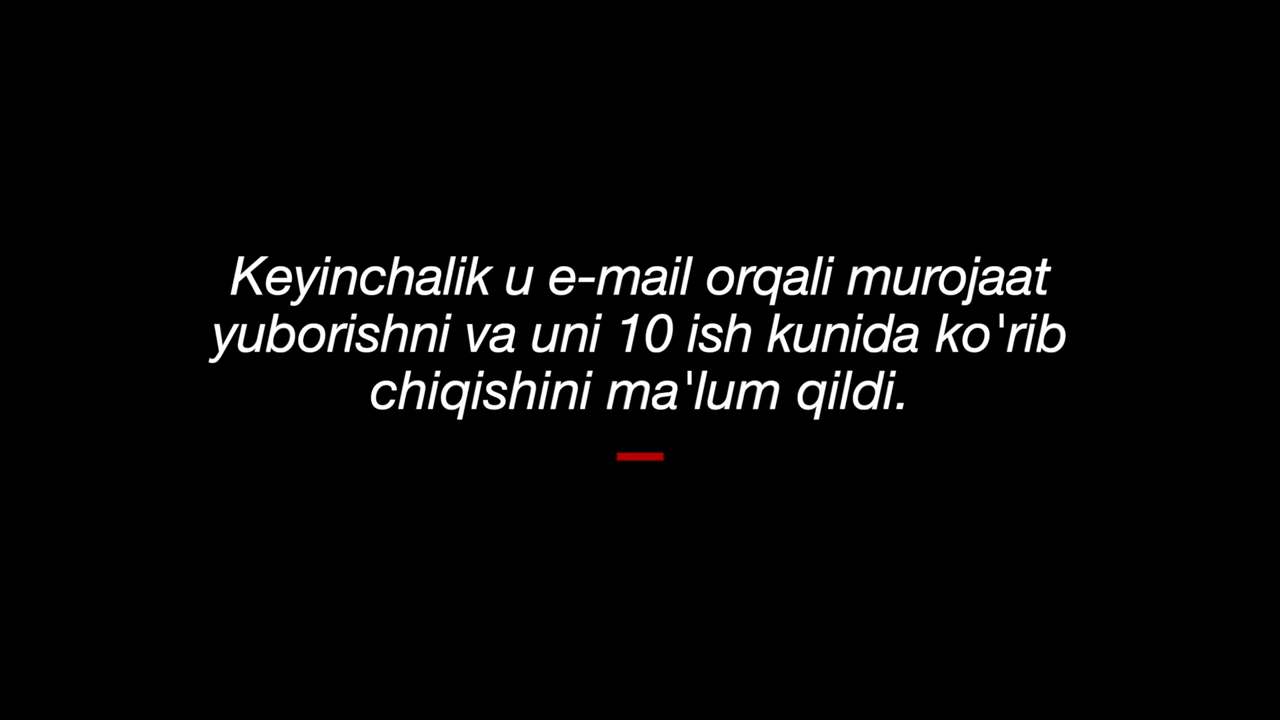 Keyinchalik u e-mail orqali murojaat
yuborishni va uni 10 ish kunida ko'rib
chiqishini ma'lum qildi.